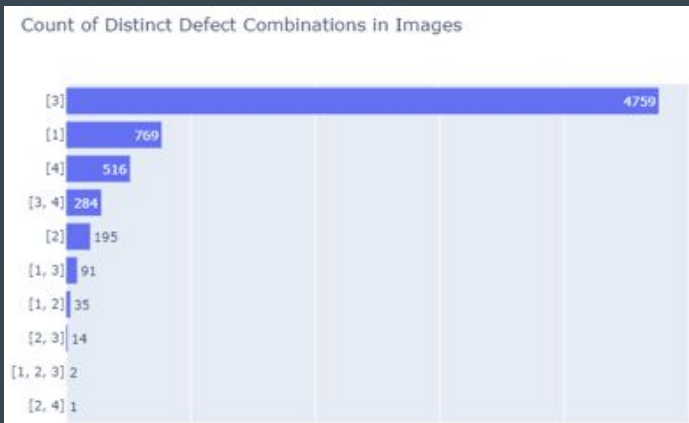 Count of Distinct Defect Combinations in Images
[3] 4759
[1] 769
[4] 516
[3, 4] 284
[2] 195
[1, 3] 91
[1, 2] 35
[2, 3] 14
[1, 2, 3] 2
[2, 4] 1